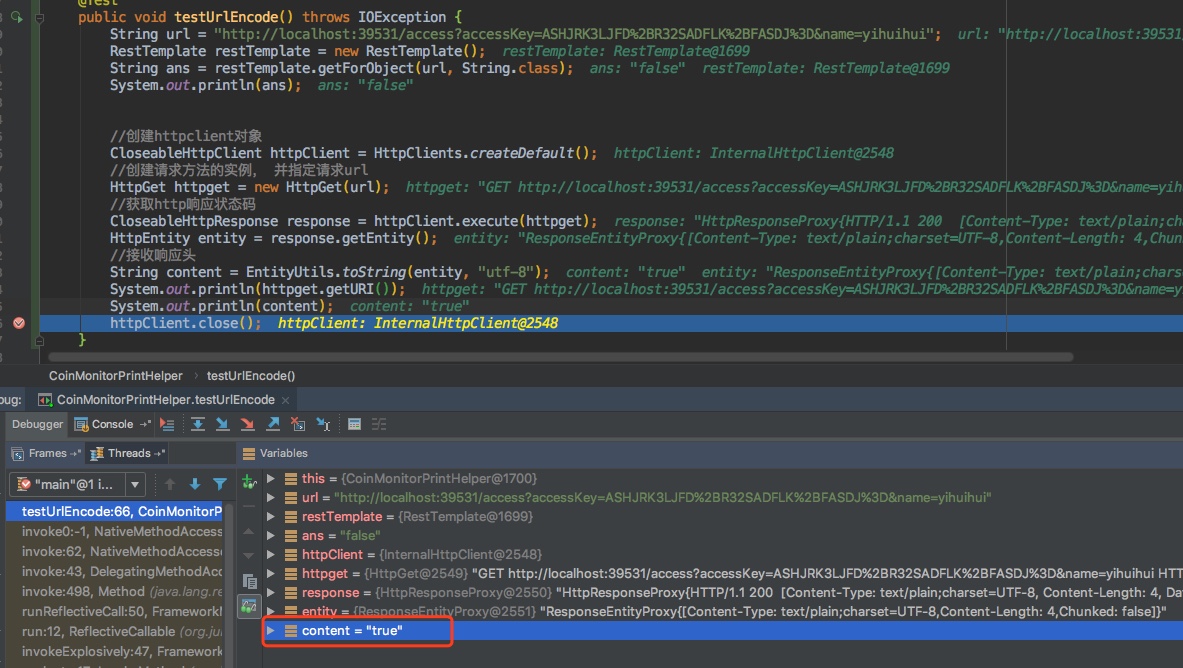 @Test
public void testUrlEncode() throws IOException {
String url = "http://localhost:39531/access?accessKey=ASHJRK3LJFD%2BR32SADFLK%2BFASDJ%3D&name=yihuihui"; url: "http://localhost:39531
RestTemplate restTemplate = new RestTemplate(); restTemplate: RestTemplate@1699
String ans = restTemplate.getForObject(url, String.class); ans: "false" restTemplate: RestTemplate@1699
System.out.println(ans); ans: "false"
//创建httpclient对象
CloseableHttpClient httpClient = HttpClients.createDefault(); httpClient: InternalHttpClient@2548
//创建请求方法的实例， 并指定请求url
HttpGet httpget = new HttpGet(url); httpget: "GET http://localhost:39531/access?accessKey=ASHJRK3LJFD%2BR32SADFLK%2BFASDJ%3D&name=yih
//获取http响应状态码
CloseableHttpResponse response = httpClient.execute(httpget); response: "HttpResponseProxy{HTTP/1.1 200 [Content-Type: text/plain;cha
HttpEntity entity = response.getEntity(); entity: "ResponseEntityProxy{[Content-Type: text/plain;charset=UTF-8,Content-Length: 4,Chun
//接收响应头
String content = EntityUtils.toString(entity, "utf-8"); content: "true" entity: "ResponseEntityProxy{[Content-Type: text/plain;chars
System.out.println(httpget.getURI()); httpget: "GET http://localhost:39531/access?accessKey=ASHJRK3LJFD%2BR32SADFLK%2BFASDJ%3D&name=y
System.out.println(content); content: "true"
httpClient.close(); httpClient: InternalHttpClient@2548
}
CoinMonitorPrintHelper › testUrlEncode()
bug: CoinMonitorPrintHelper.testUrlEncode ×
Debugger Console
Frames Threads Variables
"main"@1 i...
testUrlEncode:66, CoinMonitorP
invoke0:-1, NativeMethodAccess
invoke:62, NativeMethodAccesso
invoke:43, DelegatingMethodAcc
invoke:498, Method (java.lang.re
runReflectiveCall:50, FrameworkM
run:12, ReflectiveCallable (org.ju
invokeExplosively:47, Framework
this = {CoinMonitorPrintHelper@1700}
url = "http://localhost:39531/access?accessKey=ASHJRK3LJFD%2BR32SADFLK%2BFASDJ%3D&name=yihuihui"
restTemplate = {RestTemplate@1699}
ans = "false"
httpClient = {InternalHttpClient@2548}
httpget = {HttpGet@2549} "GET http://localhost:39531/access?accessKey=ASHJRK3LJFD%2BR32SADFLK%2BFASDJ%3D&name=yihuihui HTT
response = {HttpResponseProxy@2550} "HttpResponseProxy{HTTP/1.1 200 [Content-Type: text/plain;charset=UTF-8, Content-Length: 4, Da
entity = {ResponseEntityProxy@2551} "ResponseEntityProxy{[Content-Type: text/plain;charset=UTF-8,Content-Length: 4,Chunked: false]}"
content = "true"